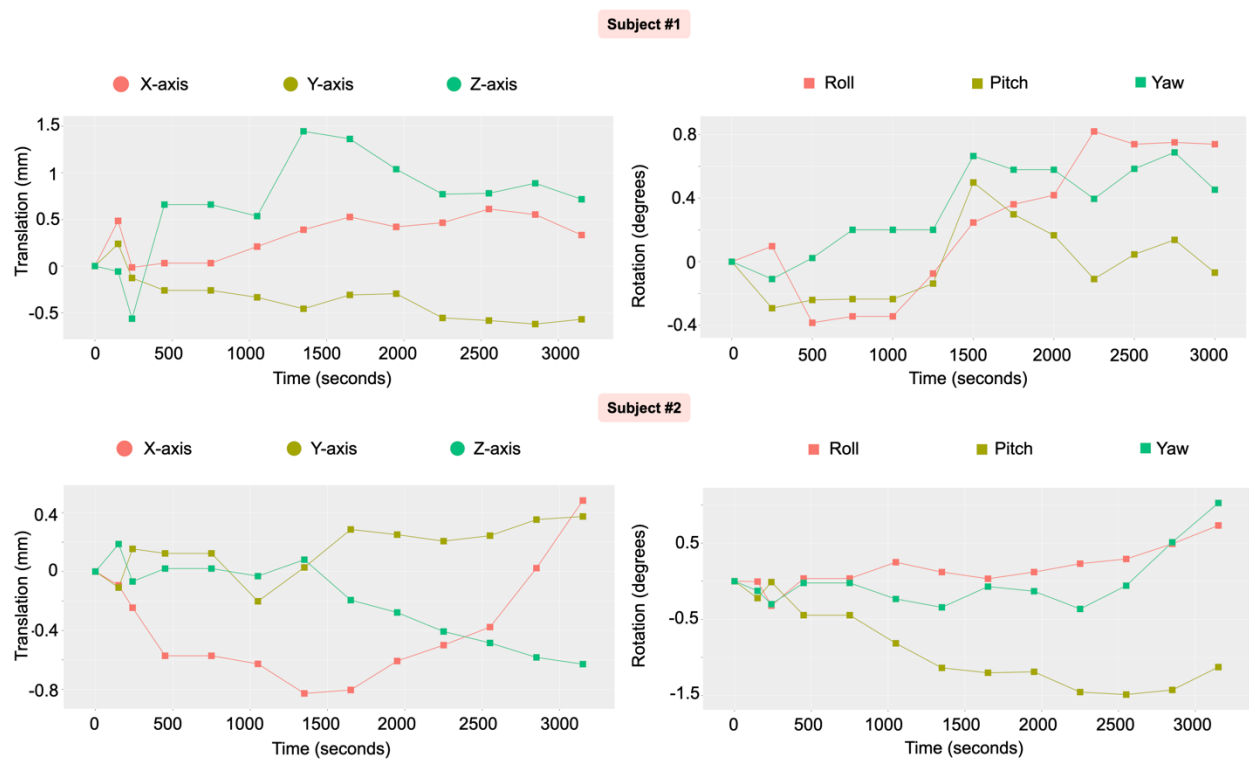 Subject #1
X-axis Y-axis Z-axis
Translation (mm)
1.5
1
0.5
0
-0.5
0 500 1000 1500 2000 2500 3000
Time (seconds)
Roll Pitch Yaw
Rotation (degrees)
0.8
0.4
0
-0.4
0 500 1000 1500 2000 2500 3000
Time (seconds)
Subject #2
X-axis Y-axis Z-axis
Translation (mm)
0.4
0
-0.4
-0.8
0 500 1000 1500 2000 2500 3000
Time (seconds)
Roll Pitch Yaw
Rotation (degrees)
0.5
-0.5
-1.5
0 500 1000 1500 2000 2500 3000
Time (seconds)